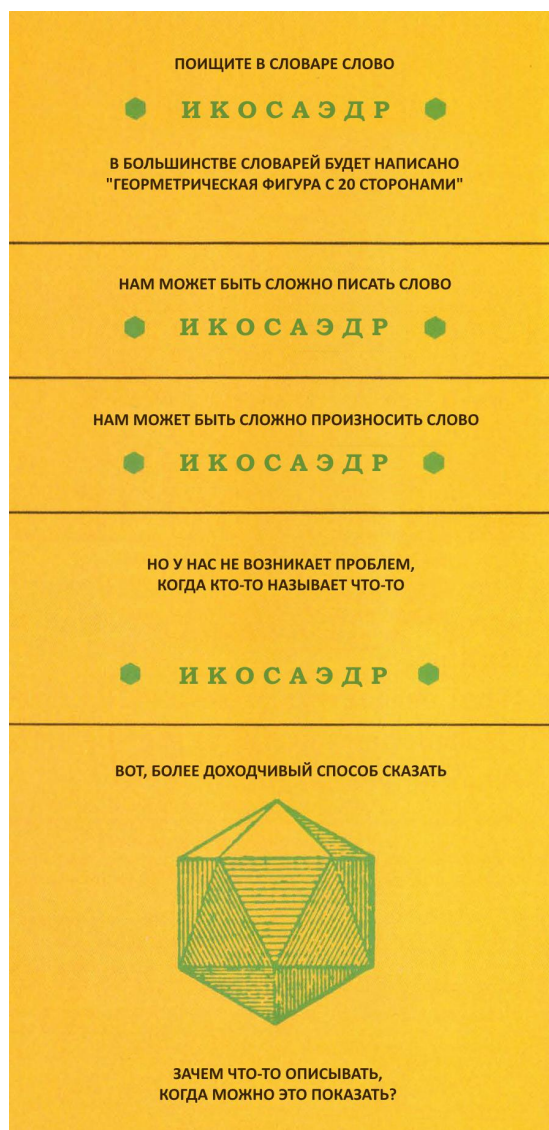 ПОИЩИТЕ В СЛОВАРЕ СЛОВО
ИКОСАЭДР
В БОЛЬШИНСТВЕ СЛОВАРЕЙ БУДЕТ НАПИСАНО
"ГЕОРМЕТРИЧЕСКАЯ ФИГУРА С 20 СТОРОНАМИ"
НАМ МОЖЕТ БЫТЬ СЛОЖНО ПИСАТЬ СЛОВО
ИКОСАЭДР
НАМ МОЖЕТ БЫТЬ СЛОЖНО ПРОИЗНОСИТЬ СЛОВО
ИКОСАЭДР
НО У НАС НЕ ВОЗНИКАЕТ ПРОБЛЕМ,
КОГДА КТО-ТО НАЗЫВАЕТ ЧТО-ТО
ИКОСАЭДР
ВОТ, БОЛЕЕ ДОХОДЧИВЫЙ СПОСОБ СКАЗАТЬ
ЗАЧЕМ ЧТО-ТО ОПИСЫВАТЬ,
КОГДА МОЖНО ЭТО ПОКАЗАТЬ?